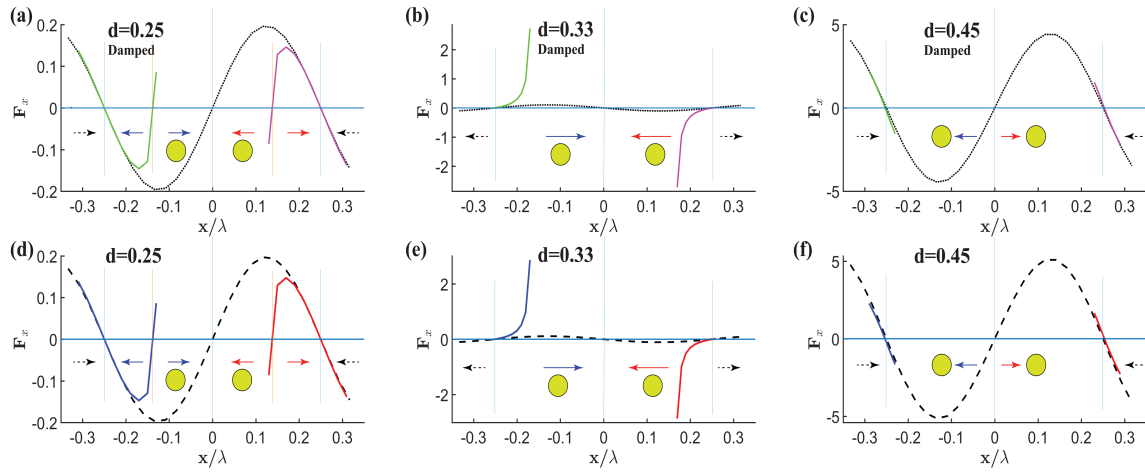 (a)
d=0.25
Damped
0.2
0.1
0
-0.1
-0.2
F_x
-0.3 -0.2 -0.1 0 0.1 0.2 0.3
x/λ
(b)
d=0.33
Damped
2
1
0
-1
-2
F_x
-0.3 -0.2 -0.1 0 0.1 0.2 0.3
x/λ
(c)
d=0.45
Damped
5
0
-5
F_x
-0.3 -0.2 -0.1 0 0.1 0.2 0.3
x/λ
(d)
d=0.25
0.2
0.1
0
-0.1
-0.2
F_x
-0.3 -0.2 -0.1 0 0.1 0.2 0.3
x/λ
(e)
d=0.33
2
0
-2
F_x
-0.3 -0.2 -0.1 0 0.1 0.2 0.3
x/λ
(f)
d=0.45
5
0
-5
F_x
-0.3 -0.2 -0.1 0 0.1 0.2 0.3
x/λ